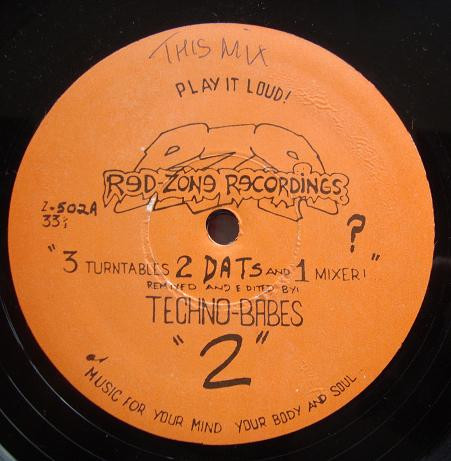 THIS MIX
PLAY IT LOUD!
RED-ZONE RECORDINGS
Z-502A
33⅓
?
"3 TURNTABLES 2 DATS AND 1 MIXER!"
REMIXED AND EDITED BY!
TECHNO-BABES
"2"
MUSIC FOR YOUR MIND YOUR BODY AND SOUL